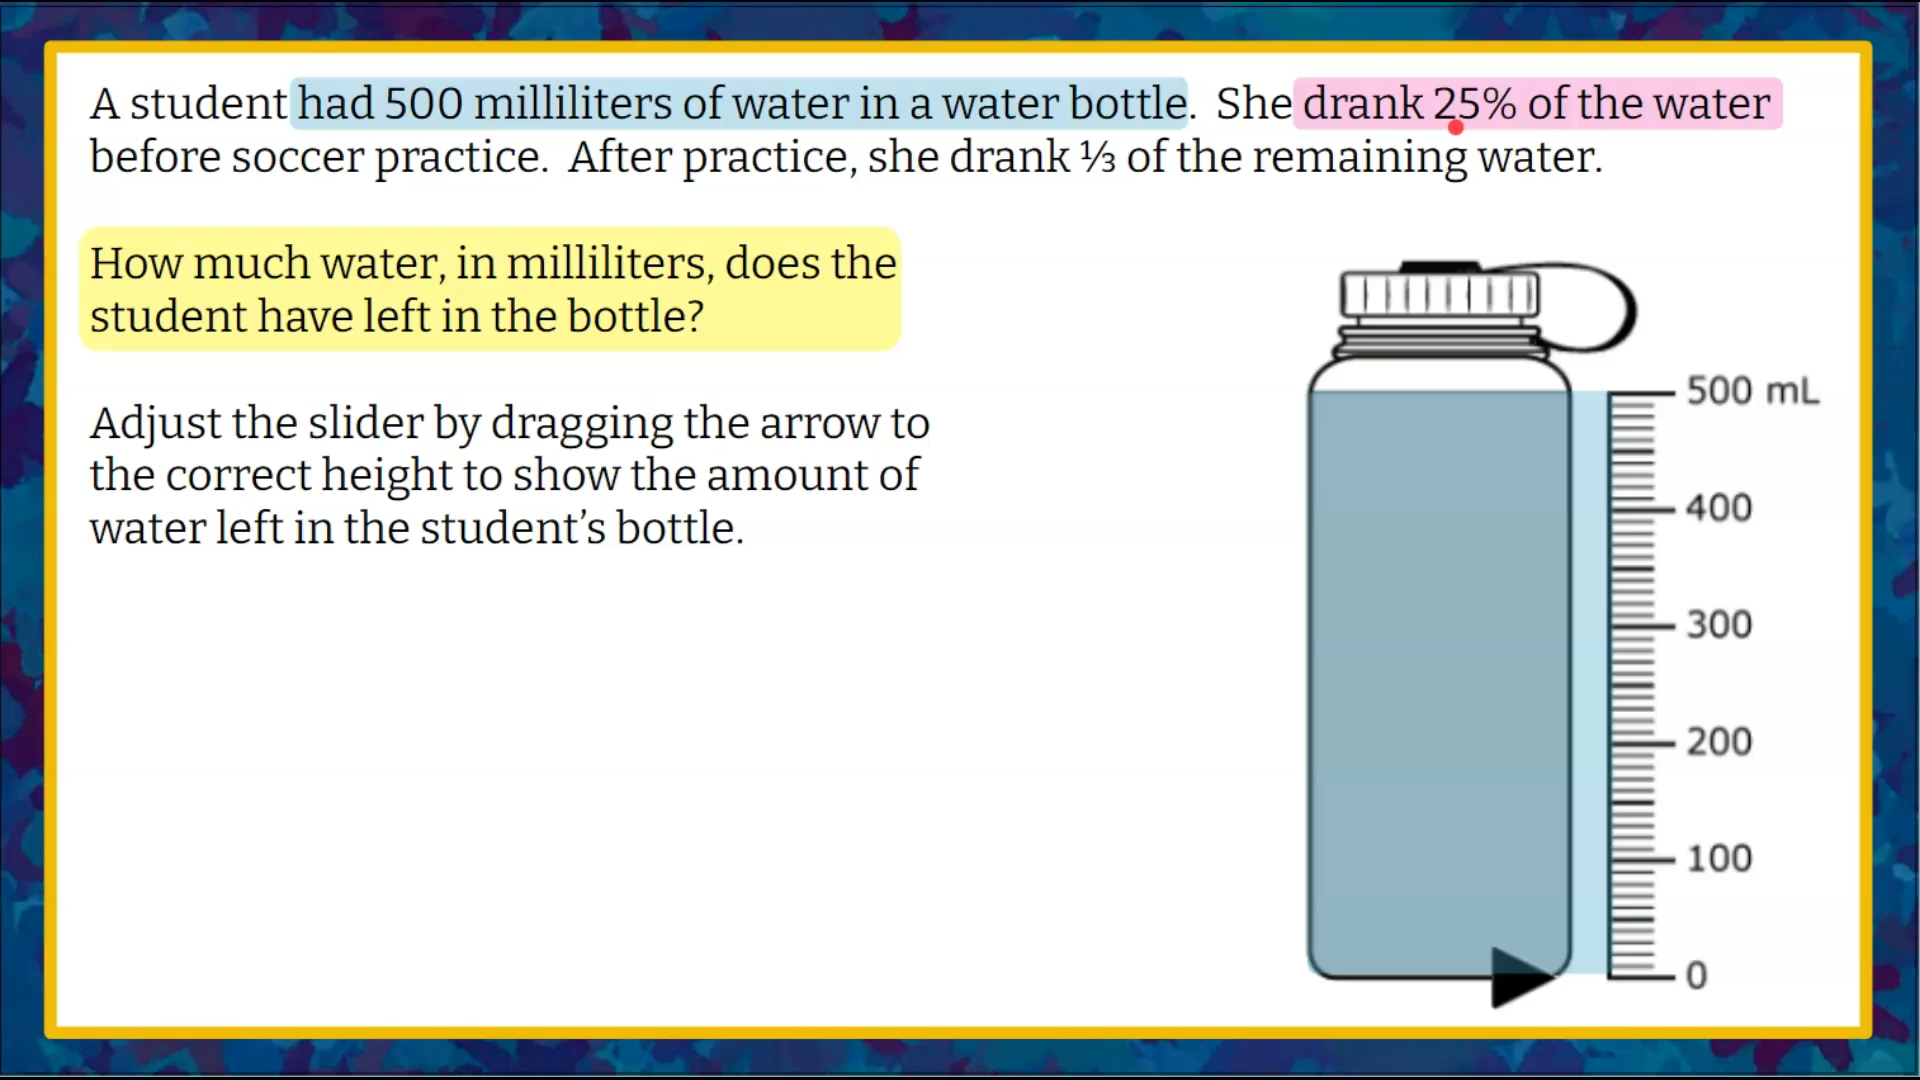 A student had 500 milliliters of water in a water bottle. She drank 25% of the water
before soccer practice. After practice, she drank ⅓ of the remaining water.
How much water, in milliliters, does the
student have left in the bottle?
Adjust the slider by dragging the arrow to
the correct height to show the amount of
water left in the student’s bottle.
500 mL
400
300
200
100
0